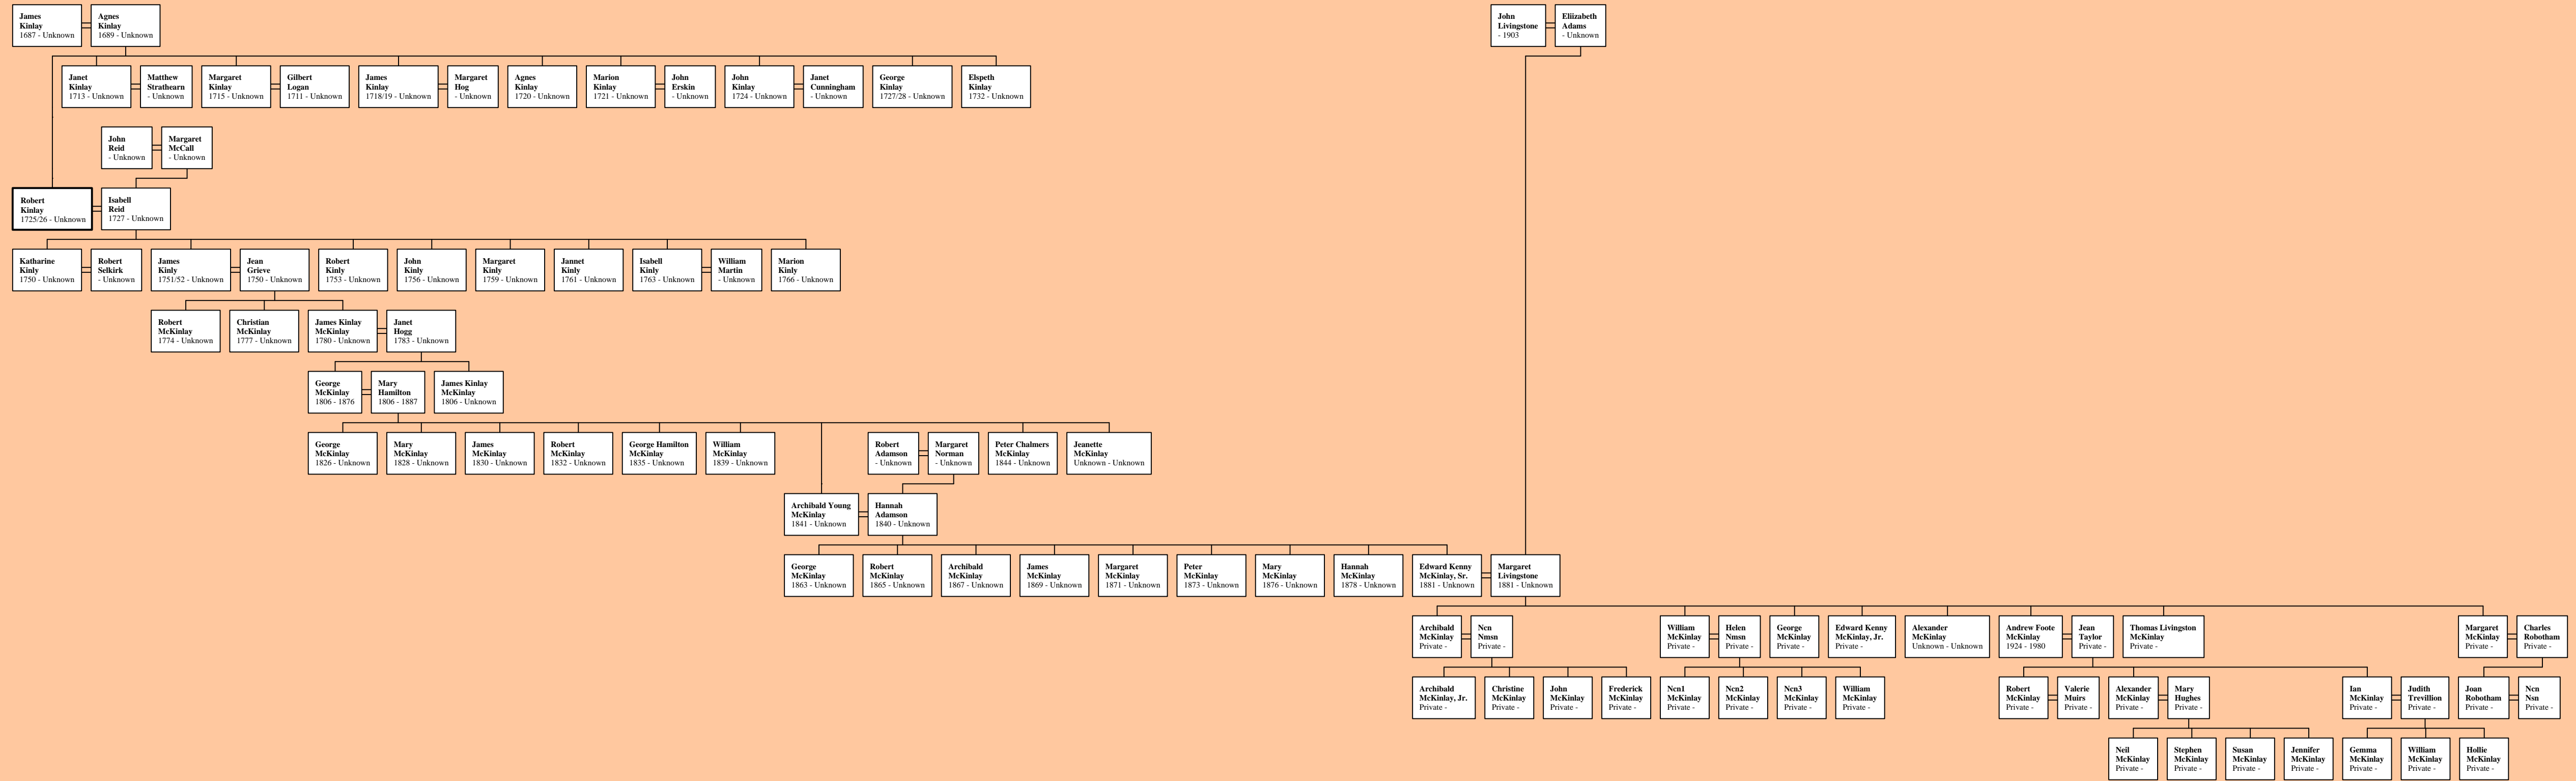 James
Kinlay
1687 - Unknown
Agnes
Kinlay
1689 - Unknown
John
Livingstone
- 1903
Eliizabeth
Adams
- Unknown
Janet
Kinlay
1713 - Unknown
Matthew
Strathearn
- Unknown
Margaret
Kinlay
1715 - Unknown
Gilbert
Logan
1711 - Unknown
James
Kinlay
1718/19 - Unknown
Margaret
Hog
- Unknown
Agnes
Kinlay
1720 - Unknown
Marion
Kinlay
1721 - Unknown
John
Erskin
- Unknown
John
Kinlay
1724 - Unknown
Janet
Cunningham
- Unknown
George
Kinlay
1727/28 - Unknown
Elspeth
Kinlay
1732 - Unknown
John
Reid
- Unknown
Margaret
McCall
- Unknown
Robert
Kinlay
1725/26 - Unknown
Isabell
Reid
1727 - Unknown
Katharine
Kinly
1750 - Unknown
Robert
Selkirk
- Unknown
James
Kinly
1751/52 - Unknown
Jean
Grieve
1750 - Unknown
Robert
Kinly
1753 - Unknown
John
Kinly
1756 - Unknown
Margaret
Kinly
1759 - Unknown
Jannet
Kinly
1761 - Unknown
Isabell
Kinly
1763 - Unknown
William
Martin
- Unknown
Marion
Kinly
1766 - Unknown
Robert
McKinlay
1774 - Unknown
Christian
McKinlay
1777 - Unknown
James Kinlay
McKinlay
1780 - Unknown
Janet
Hogg
1783 - Unknown
George
McKinlay
1806 - 1876
Mary
Hamilton
1806 - 1887
James Kinlay
McKinlay
1806 - Unknown
George
McKinlay
1826 - Unknown
Mary
McKinlay
1828 - Unknown
James
McKinlay
1830 - Unknown
Robert
McKinlay
1832 - Unknown
George Hamilton
McKinlay
1835 - Unknown
William
McKinlay
1839 - Unknown
Robert
Adamson
- Unknown
Margaret
Norman
- Unknown
Peter Chalmers
McKinlay
1844 - Unknown
Jeanette
McKinlay
Unknown - Unknown
Archibald Young
McKinlay
1841 - Unknown
Hannah
Adamson
1840 - Unknown
George
McKinlay
1863 - Unknown
Robert
McKinlay
1865 - Unknown
Archibald
McKinlay
1867 - Unknown
James
McKinlay
1869 - Unknown
Margaret
McKinlay
1871 - Unknown
Peter
McKinlay
1873 - Unknown
Mary
McKinlay
1876 - Unknown
Hannah
McKinlay
1878 - Unknown
Edward Kenny
McKinlay, Sr.
1881 - Unknown
Margaret
Livingstone
1881 - Unknown
Archibald
McKinlay
Private -
Ncn
Nmsn
Private -
William
McKinlay
Private -
Helen
Nmsn
Private -
George
McKinlay
Private -
Edward Kenny
McKinlay, Jr.
Private -
Alexander
McKinlay
Unknown - Unknown
Andrew Foote
McKinlay
1924 - 1980
Jean
Taylor
Private -
Thomas Livingston
McKinlay
Private -
Margaret
McKinlay
Private -
Charles
Robotham
Private -
Archibald
McKinlay, Jr.
Private -
Christine
McKinlay
Private -
John
McKinlay
Private -
Frederick
McKinlay
Private -
Ncn1
McKinlay
Private -
Ncn2
McKinlay
Private -
Ncn3
McKinlay
Private -
William
McKinlay
Private -
Robert
McKinlay
Private -
Valerie
Muirs
Private -
Alexander
McKinlay
Private -
Mary
Hughes
Private -
Ian
McKinlay
Private -
Judith
Trevillion
Private -
Joan
Robotham
Private -
Ncn
Nsn
Private -
Neil
McKinlay
Private -
Stephen
McKinlay
Private -
Susan
McKinlay
Private -
Jennifer
McKinlay
Private -
Gemma
McKinlay
Private -
William
McKinlay
Private -
Hollie
McKinlay
Private -